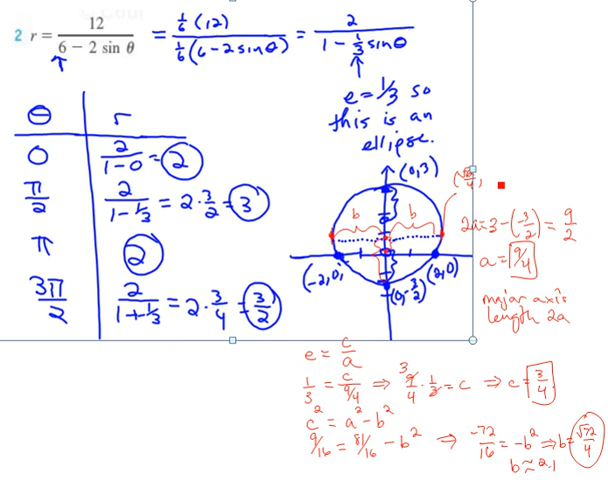 2 r = 12 / (6 − 2 sin θ) = 1/6 (12) / 1/6 (6 − 2 sin θ) = 2 / (1 − 1/3 sin θ)
e = 1/3 so
this is an
ellipse.
θ r
0 2/(1−0) = 2
π/2 2/(1−1/3) = 2·3/2 = 3
π 2
3π/2 2/(1+1/3) = 2·3/4 = 3/2
(0,3)
b b
(−2,0)
(2,0)
(0,−3/2)
2a = 3 − (−3/2) = 9/2
a = 9/4
major axis
length 2a
e = c/a
1/3 = c/(9/4) ⇒ 9/4 · 1/3 = c ⇒ c = 3/4
c² = a² − b²
9/16 = 81/16 − b² ⇒ −72/16 = −b² ⇒ b = √72/4
b ≈ 2.1